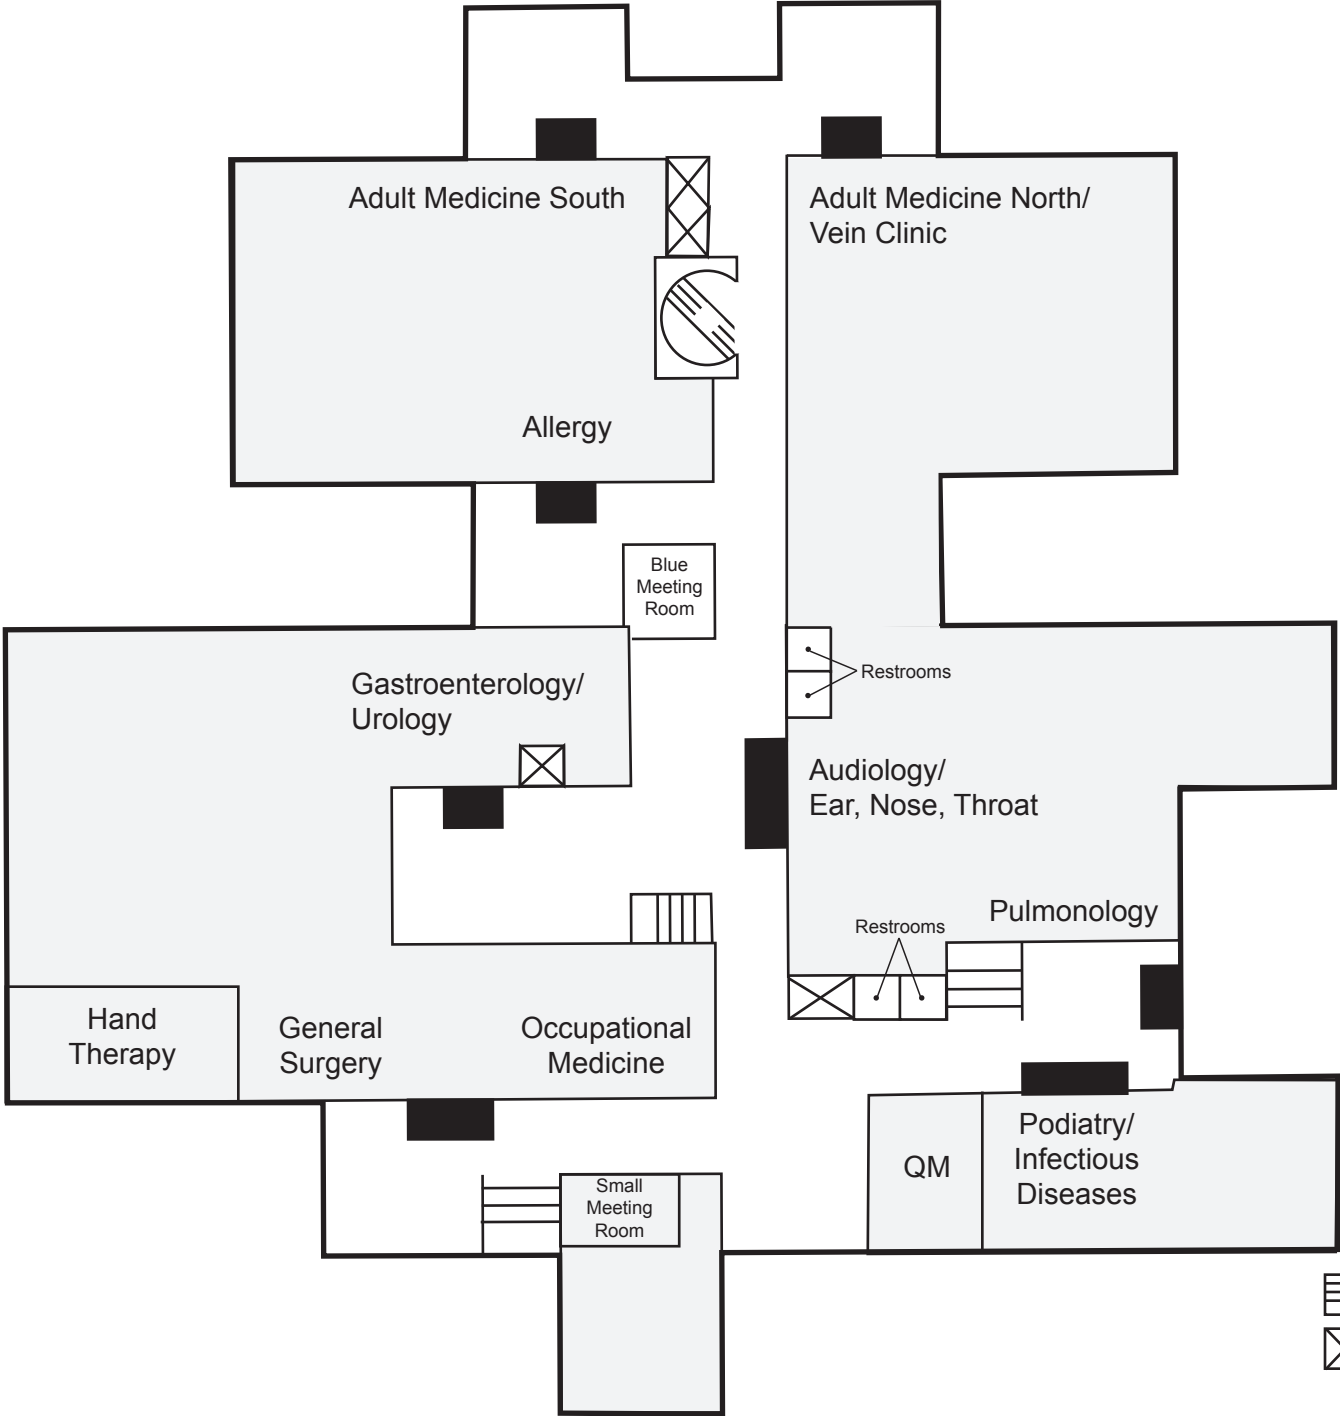 Adult Medicine South
Adult Medicine North/
Vein Clinic
Allergy
Blue
Meeting
Room
Gastroenterology/
Urology
Restrooms
Audiology/
Ear, Nose, Throat
Pulmonology
Restrooms
Hand
Therapy
General
Surgery
Occupational
Medicine
Podiatry/
Infectious
Diseases
QM
Small
Meeting
Room